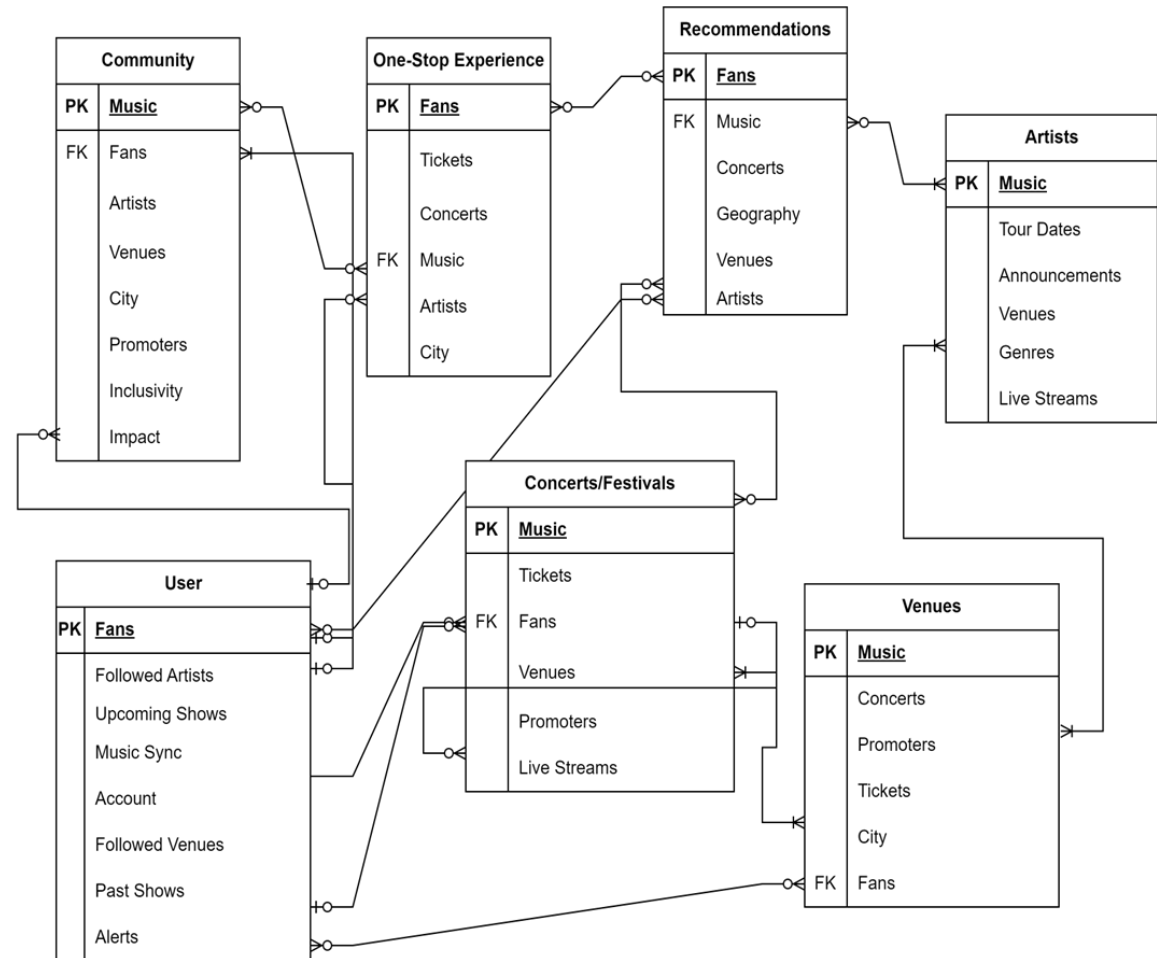 Community
PK Music
FK Fans
Artists
Venues
City
Promoters
Inclusivity
Impact
One-Stop Experience
PK Fans
Tickets
Concerts
FK Music
Artists
City
Recommendations
PK Fans
FK Music
Concerts
Geography
Venues
Artists
Artists
PK Music
Tour Dates
Announcements
Venues
Genres
Live Streams
Concerts/Festivals
PK Music
Tickets
FK Fans
Venues
Promoters
Live Streams
User
PK Fans
Followed Artists
Upcoming Shows
Music Sync
Account
Followed Venues
Past Shows
Alerts
Venues
PK Music
Concerts
Promoters
Tickets
City
FK Fans